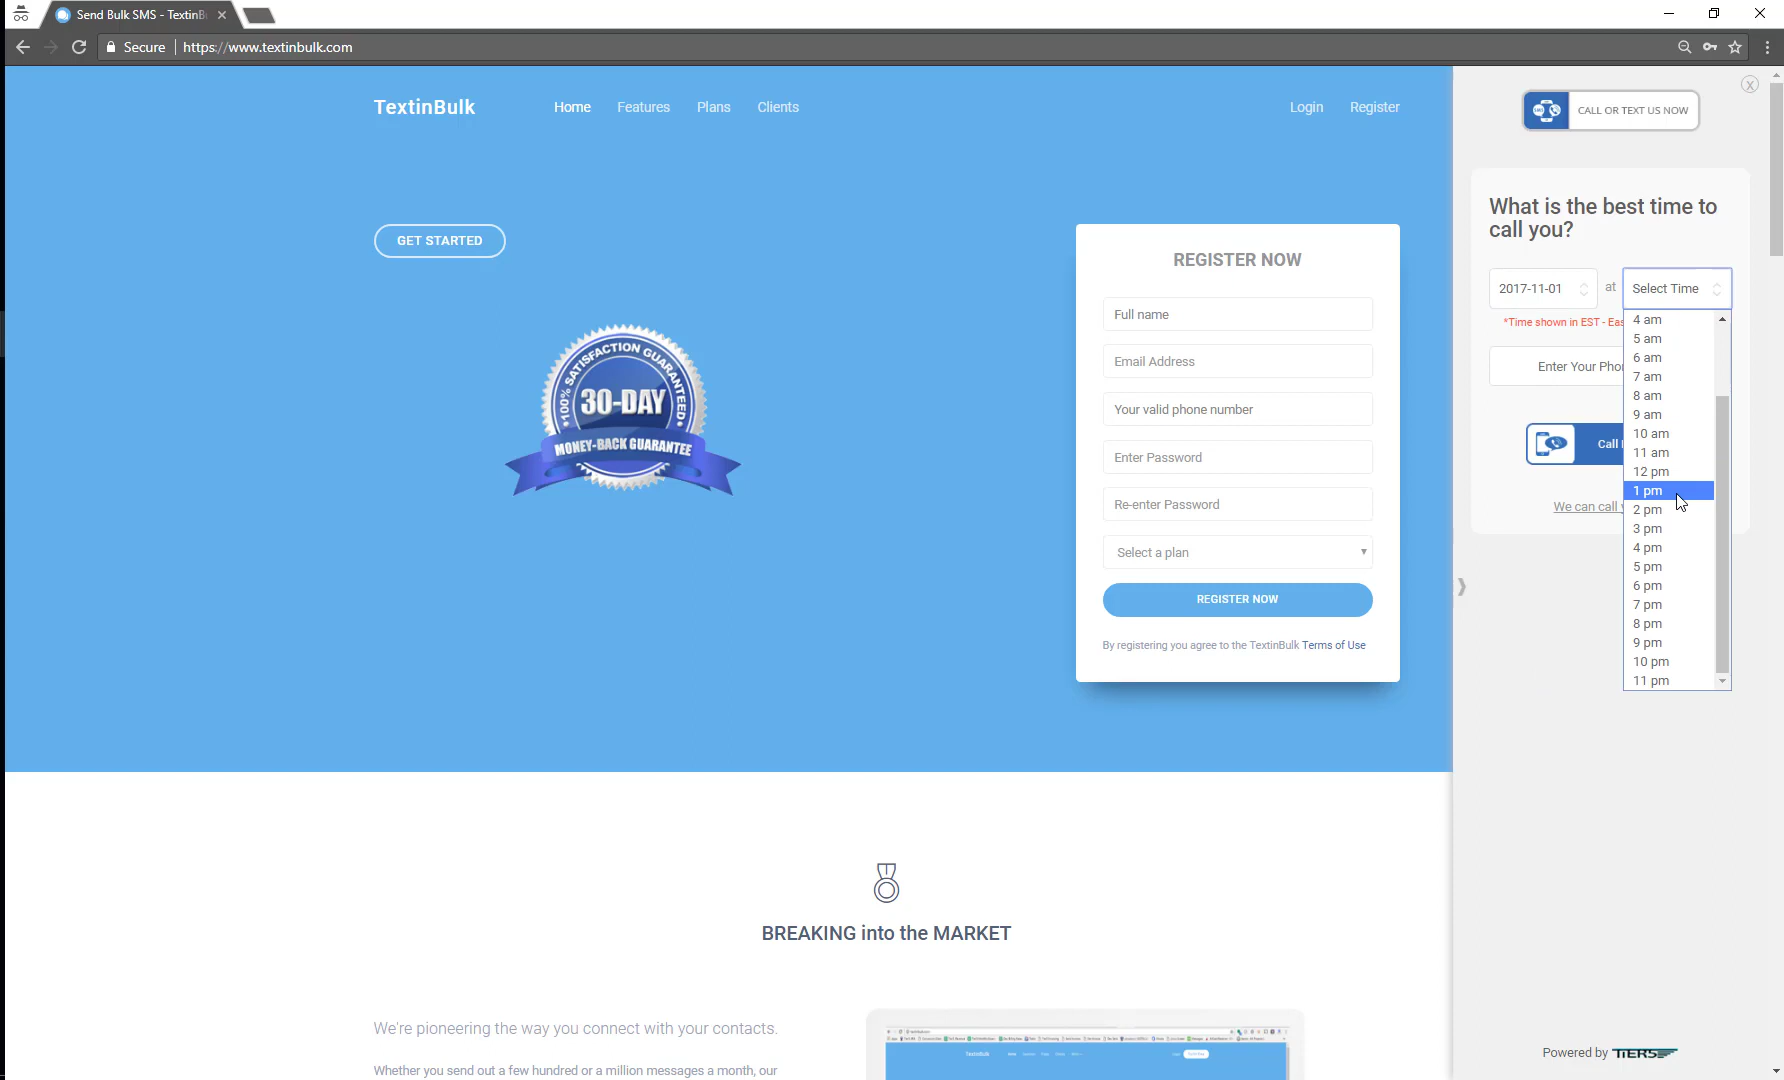 Send Bulk SMS - TextinB
Secure
https://www.textinbulk.com
TextinBulk
Home
Features
Plans
Clients
Login
Register
GET STARTED
100% SATISFACTION GUARANTEED
30-DAY
MONEY-BACK GUARANTEE
REGISTER NOW
Full name
Email Address
Your valid phone number
Enter Password
Re-enter Password
Select a plan
REGISTER NOW
By registering you agree to the TextinBulk Terms of Use
X
CALL OR TEXT US NOW
What is the best time to
call you?
2017-11-01
at
Select Time
*Time shown in EST - Eas
Enter Your Phon
Call
We can call
4 am
5 am
6 am
7 am
8 am
9 am
10 am
11 am
12 pm
1 pm
2 pm
3 pm
4 pm
5 pm
6 pm
7 pm
8 pm
9 pm
10 pm
11 pm
BREAKING into the MARKET
We're pioneering the way you connect with your contacts.
Whether you send out a few hundred or a million messages a month, our
TextinBulk
Powered by TIERS